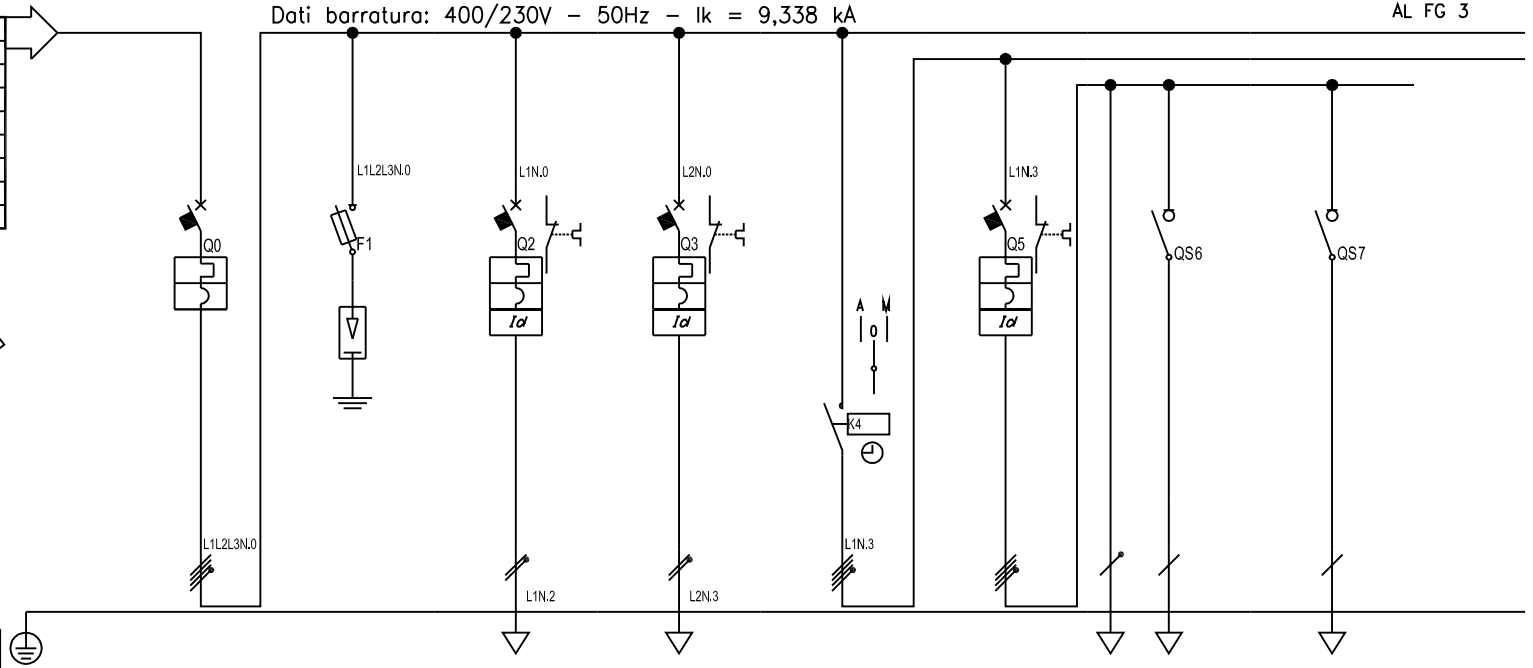 Dati barratura: 400/230V – 50Hz – Ik = 9,338 kA
AL FG 3
L1L2L3N.0
L1N.0
L2N.0
L1N.3
Q0
F1
Q2
Q3
Q5
QS6
QS7
Id
Id
Id
A M
0
K4
L1L2L3N.0
L1N.3
L1N.2
L2N.3